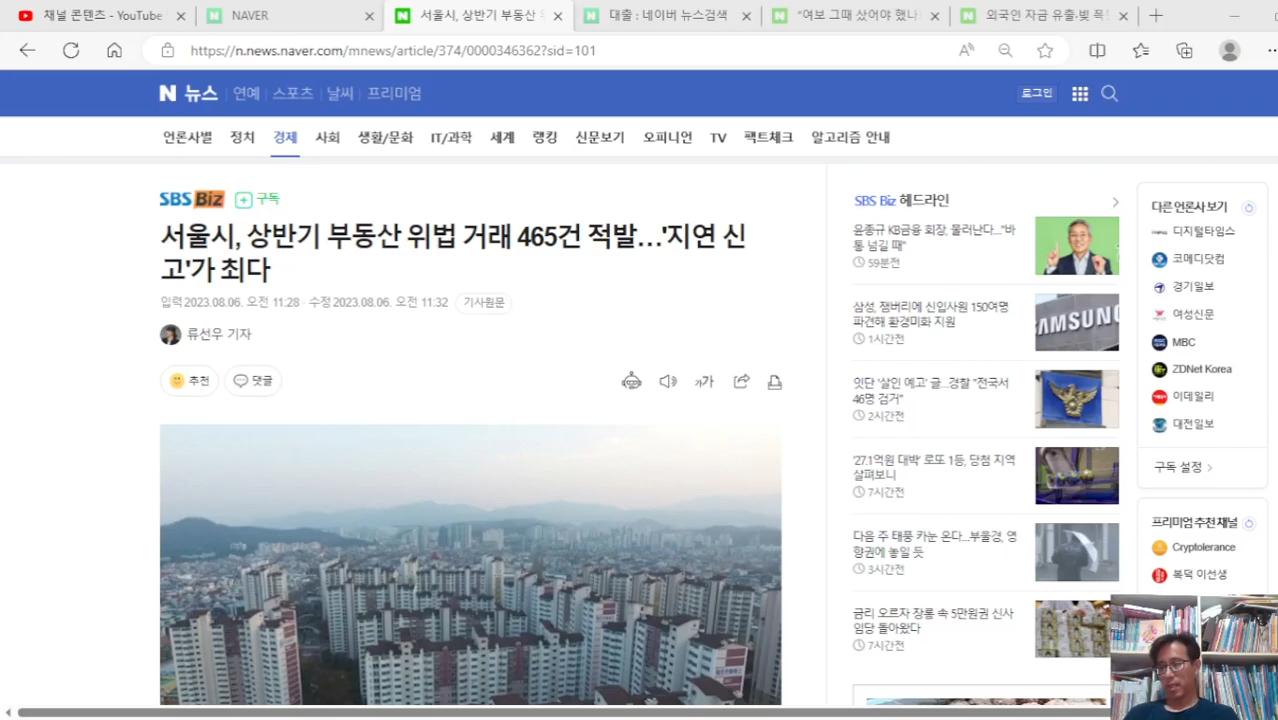 채널 콘텐츠 - YouTube
NAVER
서울시, 상반기 부동산
대출 : 네이버 뉴스검색
"여보 그때 샀어야 했나
외국인 자금 유출·빚 폭
https://n.news.naver.com/mnews/article/374/0000346362?sid=101
N 뉴스 연예 스포츠 날씨 프리미엄
로그인
언론사별 정치 경제 사회 생활/문화 IT/과학 세계 랭킹 신문보기 오피니언 TV 팩트체크 알고리즘 안내
SBS Biz 구독
서울시, 상반기 부동산 위법 거래 465건 적발…'지연 신
고'가 최다
입력 2023.08.06. 오전 11:28 · 수정 2023.08.06. 오전 11:32 기사원문
류선우 기자
추천 댓글
가가
SBS Biz 헤드라인
윤종규 KB금융 회장, 물러난다…"바
통 넘길 때"
59분전
삼성, 잼버리에 신입사원 150여명
파견해 환경미화 지원
1시간전
SAMSUNG
잇단 '살인 예고' 글…경찰 "전국서
46명 검거"
2시간전
'27.1억원 대박' 로또 1등, 당첨 지역
살펴보니
7시간전
다음 주 태풍 카눈 온다…부울경, 영
향권에 놓일 듯
3시간전
금리 오르자 장롱 속 5만원권 신사
임당 돌아왔다
7시간전
다른 언론사 보기
디지털타임스
코메디닷컴
경기일보
여성신문
MBC
ZDNet Korea
이데일리
대전일보
구독 설정
프리미엄 추천 채널
Cryptolerance
복덕 이선생